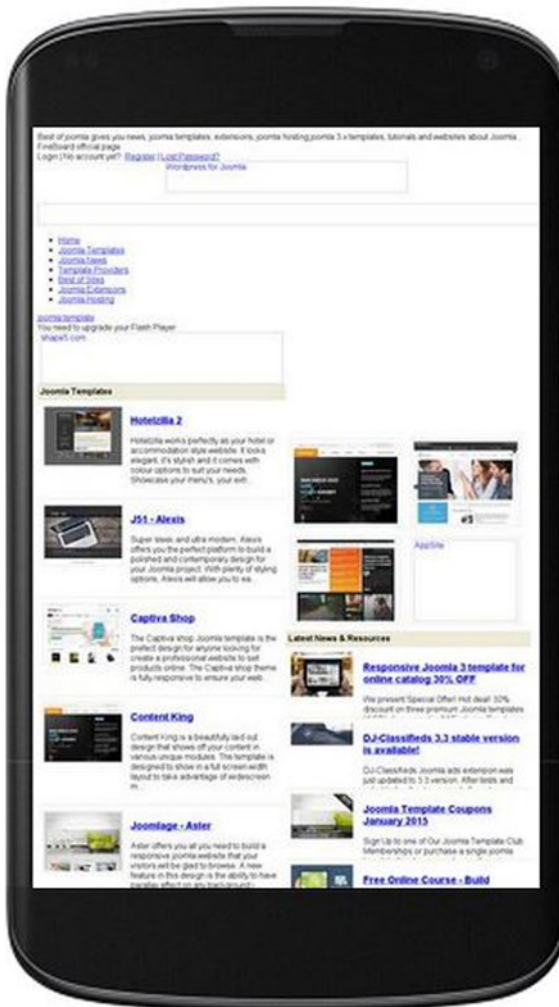 Best of joomla gives you news, joomla templates, extensions, joomla hosting,joomla 3.x templates, tutorials and websites about Joomla...
FireBoard official page
Login | No account yet? Register | Lost Password?
Wordpress for Joomla
Home
Joomla Templates
Joomla News
Template Providers
Best of Sites
Joomla Extensions
Joomla Hosting
joomla template
You need to upgrade your Flash Player
shape5.com
Joomla Templates
Hotelzilla 2
Hotelzilla works perfectly as your hotel or
accommodation style website. It looks
elegant, it's stylish and it comes with
colour options to suit your needs.
Showcase your menu's, your extr...
J51 - Alexis
Super sleek and ultra modern, Alexis
offers you the perfect platform to build a
polished and contemporary design for
your Joomla project. With plenty of styling
options, Alexis will allow you to ea...
Captiva Shop
The Captiva shop Joomla template is the
prefect design for anyone looking for
create a professional website to sell
products online. The Captiva shop theme
is fully responsive to ensure your web...
Content King
Content King is a beautifully laid out
design that shows off your content in
various unique modules. The template is
designed to show in a full screen width
layout to take advantage of widescreen
m...
Joomlage - Aster
Aster offers you all you need to build a
responsive joomla website that your
visitors will be glad to browse. A new
feature in this design is the ability to have
parallax effect on any background i
AppSite
Latest News & Resources
Responsive Joomla 3 template for
online catalog 30% OFF
We present Special Offer! Hot deal! 30%
discount on three premium Joomla templates
DJ-Classifieds 3.3 stable version
is available!
DJ-Classifieds Joomla ads extension was
just updated to 3.3 version. After tests and
Joomla Template Coupons
January 2015
Sign Up to one of Our Joomla Template Club
Memberships or purchase a single joomla
Free Online Course - Build